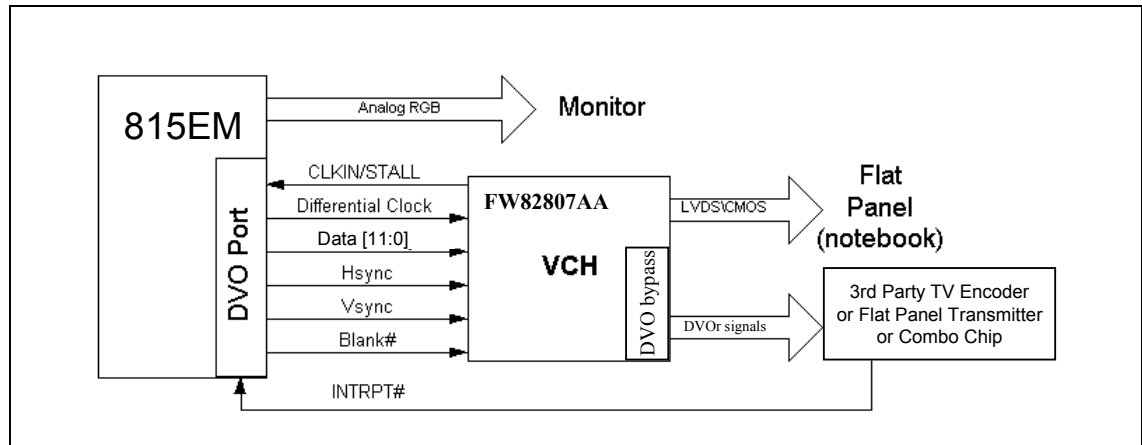 815EM
DVO Port
Analog RGB
Monitor
CLKIN/STALL
Differential Clock
Data [11:0]
Hsync
Vsync
Blank#
INTRPT#
FW82807AA
VCH
DVO bypass
LVDS\CMOS
Flat
Panel
(notebook)
DVOr signals
3rd Party TV Encoder
or Flat Panel Transmitter
or Combo Chip